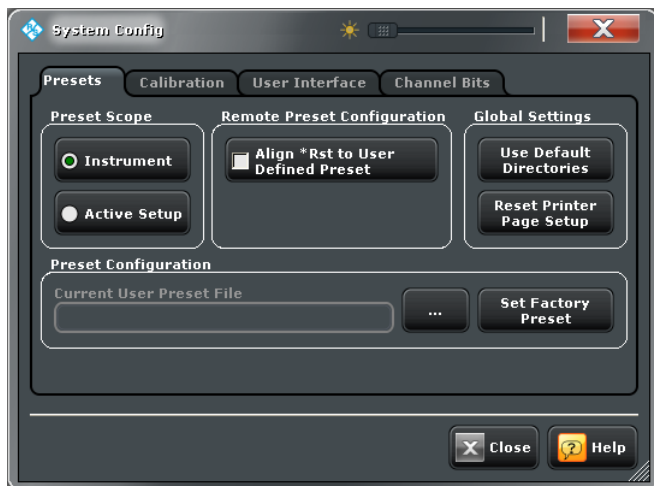 System Config
Presets
Calibration
User Interface
Channel Bits
Preset Scope
Remote Preset Configuration
Global Settings
Instrument
Align *Rst to User
Defined Preset
Use Default
Directories
Active Setup
Reset Printer
Page Setup
Preset Configuration
Current User Preset File
...
Set Factory
Preset
Close
Help